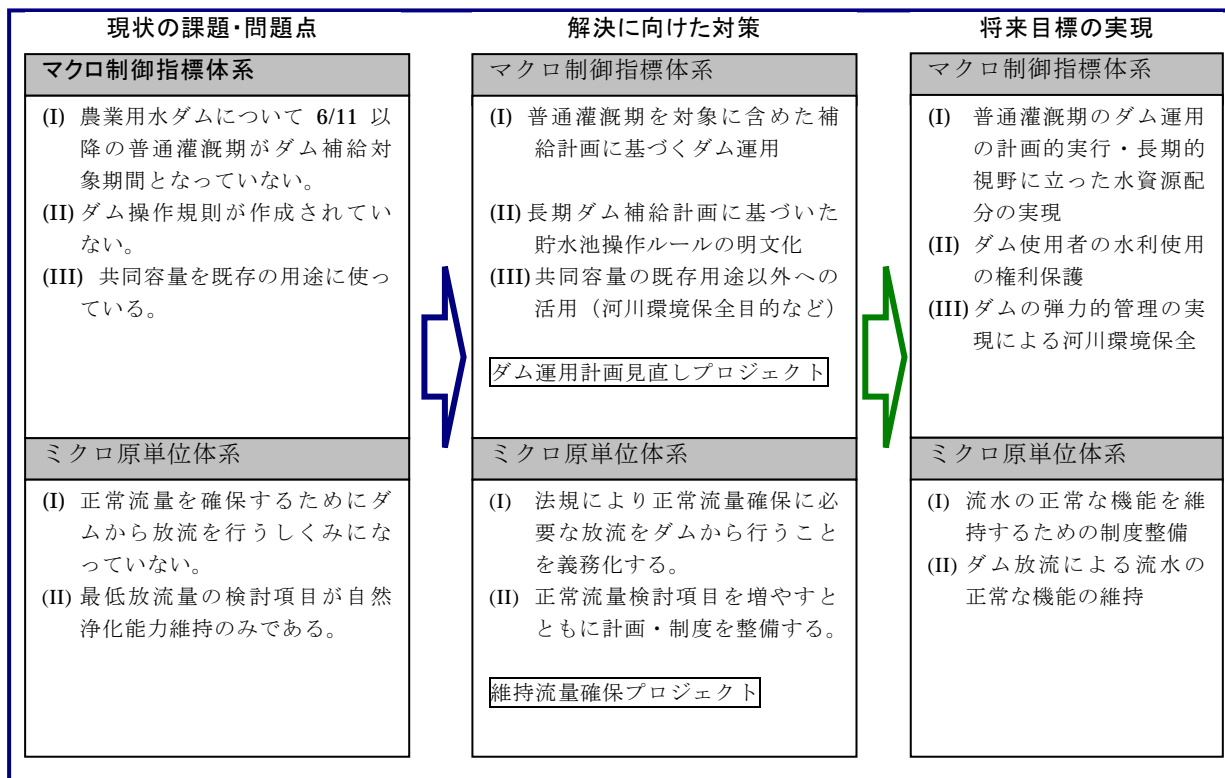 現状の課題・問題点
マクロ制御指標体系
(I) 農業用水ダムについて 6/11 以
降の普通灌漑期がダム補給対
象期間となっていない。
(II) ダム操作規則が作成されてい
ない。
(III) 共同容量を既存の用途に使っ
ている。
ミクロ原単位体系
(I) 正常流量を確保するためにダ
ムから放流を行うしくみにな
っていない。
(II) 最低放流量の検討項目が自然
浄化能力維持のみである。
解決に向けた対策
マクロ制御指標体系
(I) 普通灌漑期を対象に含めた補
給計画に基づくダム運用
(II) 長期ダム補給計画に基づいた
貯水池操作ルールの明文化
(III) 共同容量の既存用途以外への
活用（河川環境保全目的など）
ダム運用計画見直しプロジェクト
ミクロ原単位体系
(I) 法規により正常流量確保に必
要な放流をダムから行うこと
を義務化する。
(II) 正常流量検討項目を増やすと
ともに計画・制度を整備する。
維持流量確保プロジェクト
将来目標の実現
マクロ制御指標体系
(I) 普通灌漑期のダム運用
の計画的実行・長期的
視野に立った水資源配
分の実現
(II) ダム使用者の水利使用
の権利保護
(III) ダムの弾力的管理の実
現による河川環境保全
ミクロ原単位体系
(I) 流水の正常な機能を維
持するための制度整備
(II) ダム放流による流水の
正常な機能の維持